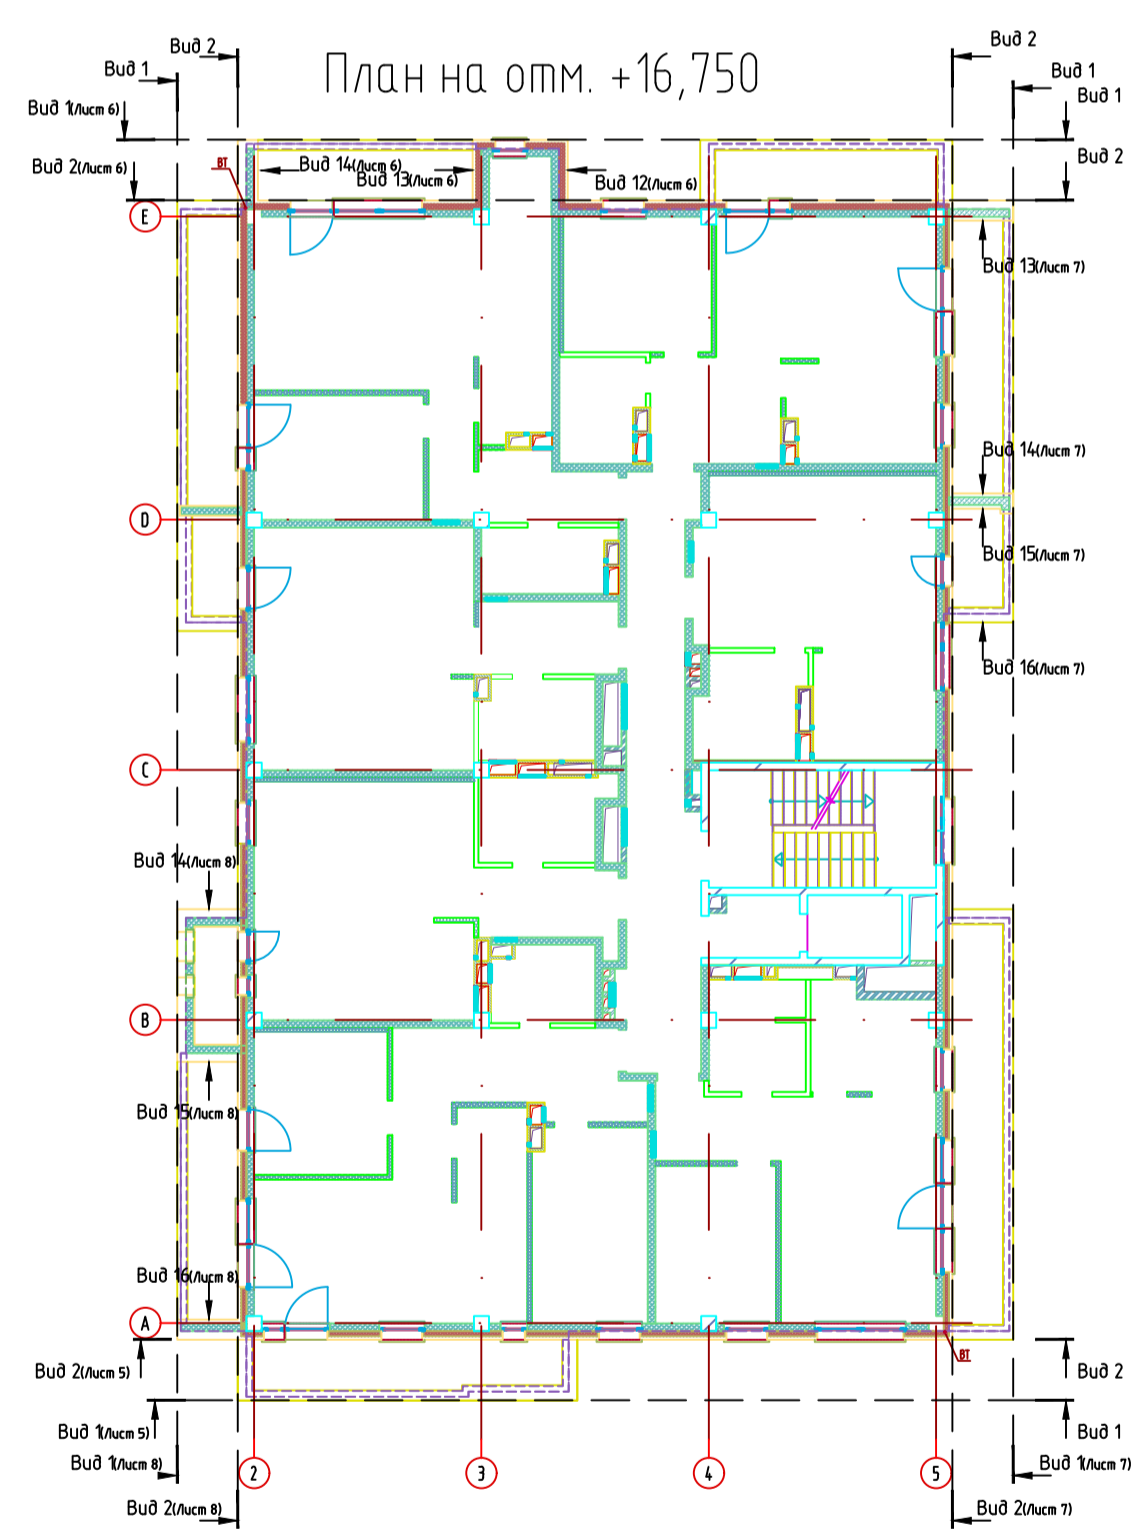 Вид 2
Вид 2
План на отм. +16,750
Вид 1
Вид 1
Вид 1(Лист 6)
Вид 1
Вид 2(Лист 6)
ВТ
Вид 14(Лист 6)
Вид 13(Лист 6)
Вид 12(Лист 6)
Вид 2
E
Вид 13(Лист 7)
Вид 14(Лист 7)
D
Вид 15(Лист 7)
Вид 16(Лист 7)
C
Вид 14(Лист 8)
B
Вид 15(Лист 8)
Вид 16(Лист 8)
A
ВТ
Вид 2(Лист 5)
Вид 2
Вид 1(Лист 5)
Вид 1
Вид 1(Лист 8)
2
3
4
5
Вид 1(Лист 7)
Вид 2(Лист 8)
Вид 2(Лист 7)